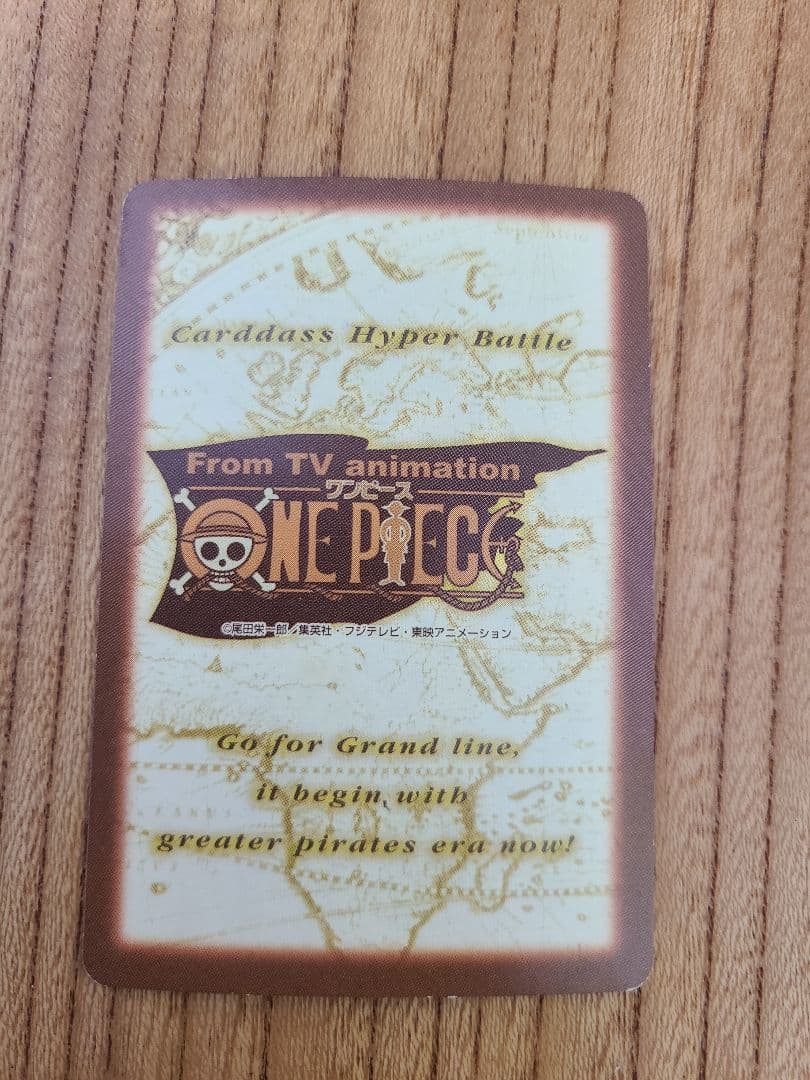 Septentrio
Carddass Hyper Battle
From TV animation
ワンピース
ONE PIECE
©尾田栄一郎／集英社・フジテレビ・東映アニメーション
Go for Grand line,
it begin with
greater pirates era now!